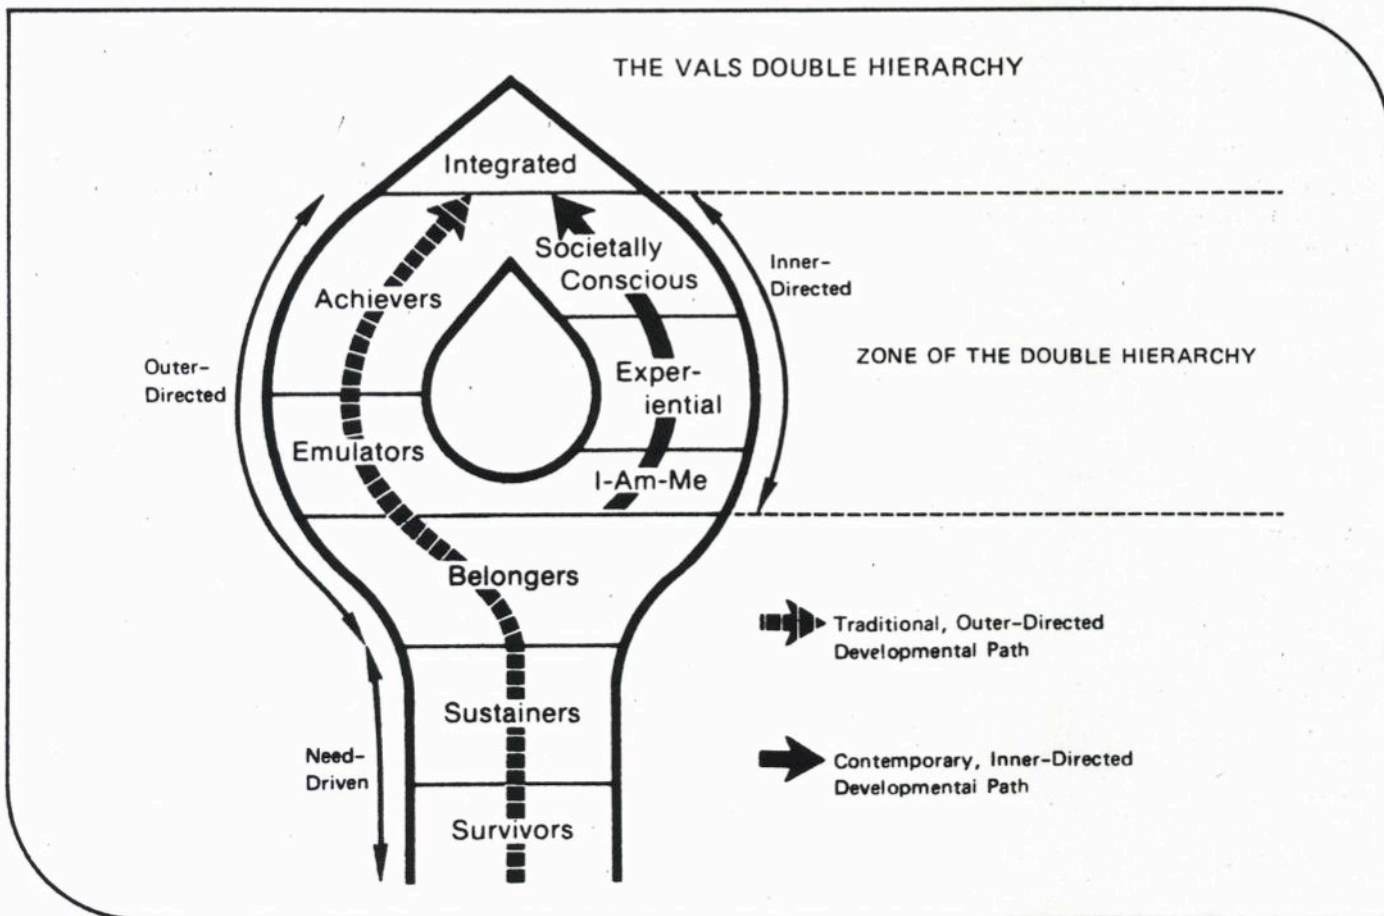 THE VALS DOUBLE HIERARCHY
Integrated
Societally
Conscious
Inner-
Directed
Achievers
ZONE OF THE DOUBLE HIERARCHY
Outer-
Directed
Exper-
iential
Emulators
I-Am-Me
Belongers
Traditional, Outer-Directed
Developmental Path
Sustainers
Need-
Driven
Contemporary, Inner-Directed
Developmental Path
Survivors